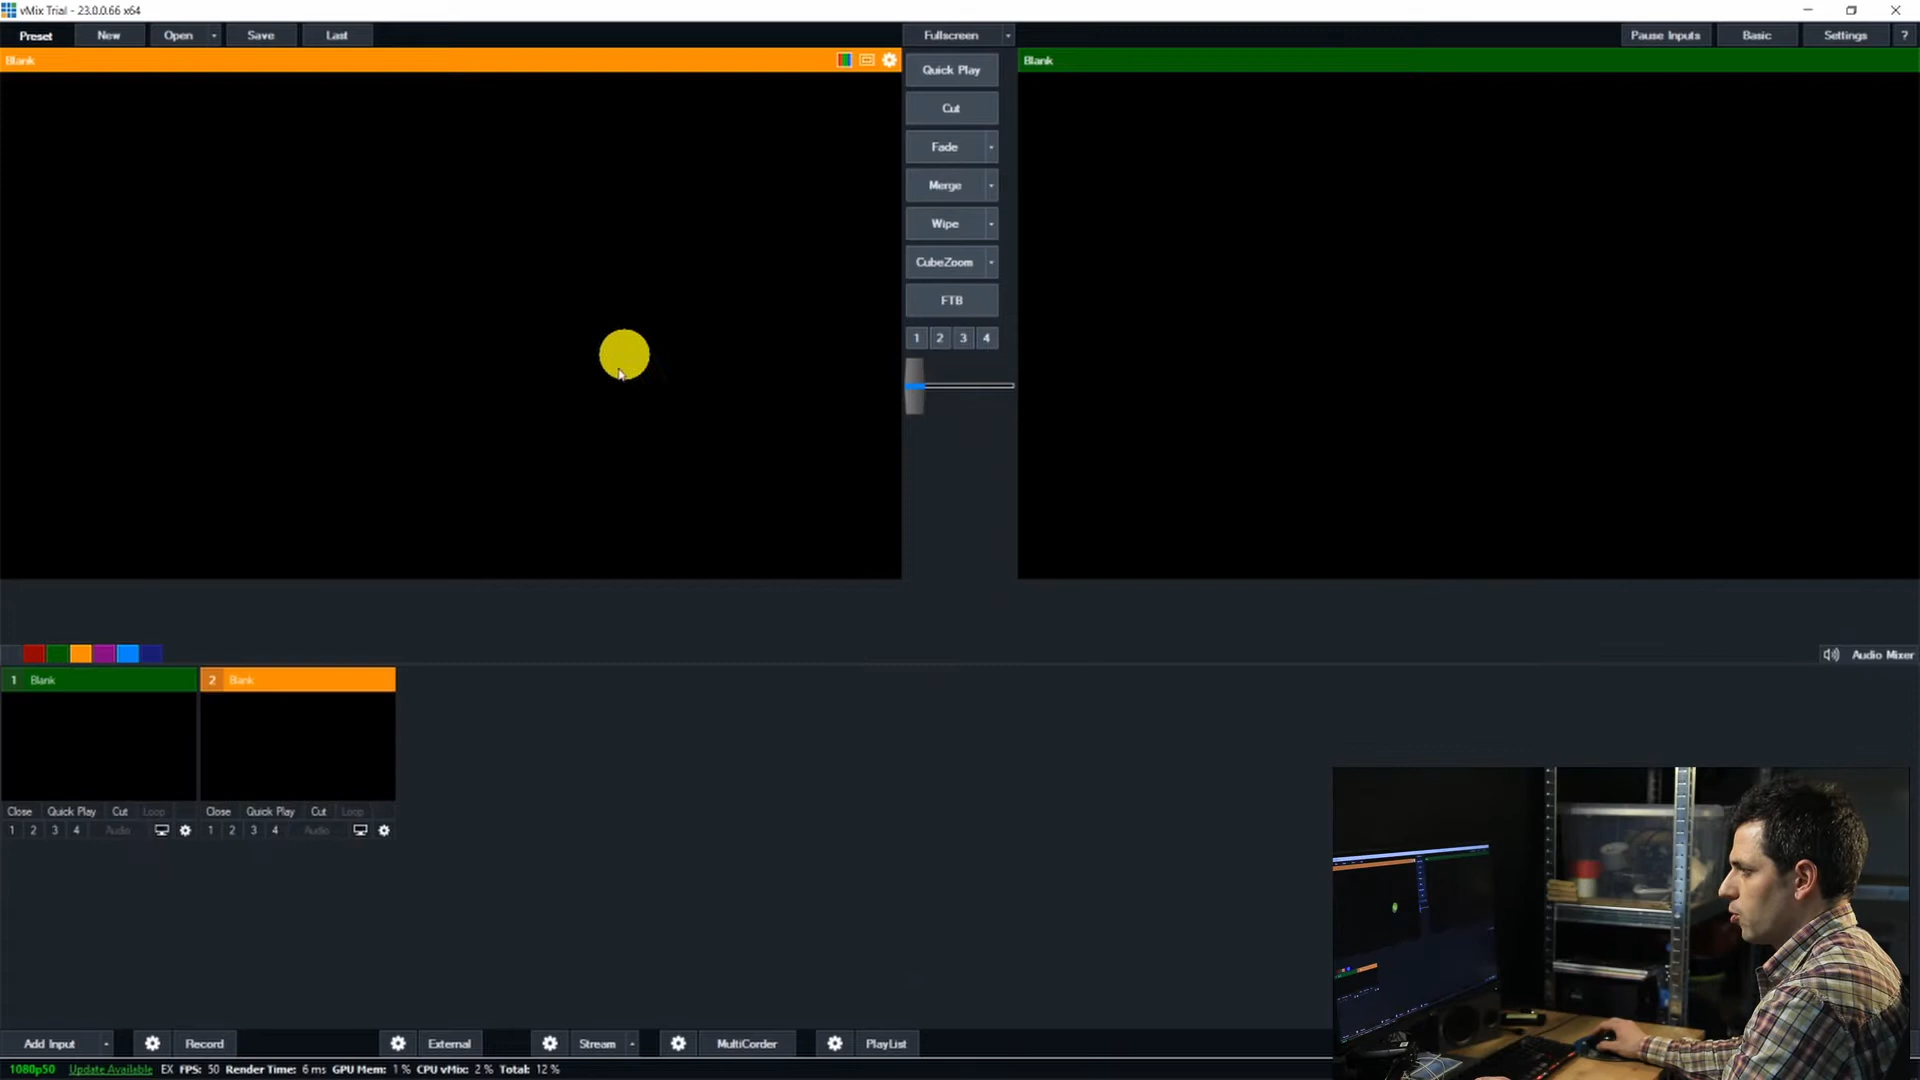 vMix Trial - 23.0.0.66 x64
Preset New Open Save Last Fullscreen Pause Inputs Basic Settings ?
Blank
Blank
Quick Play
Cut
Fade
Merge
Wipe
CubeZoom
FTB
1 2 3 4
Audio Mixer
1 Blank
2 Blank
Close Quick Play Cut Loop
Close Quick Play Cut Loop
1 2 3 4 Audio
1 2 3 4 Audio
Add Input Record External Stream MultiCorder PlayList
1080p50 Update Available EX FPS: 50 Render Time: 6 ms GPU Mem: 1 % CPU vMix: 2 % Total: 12 %